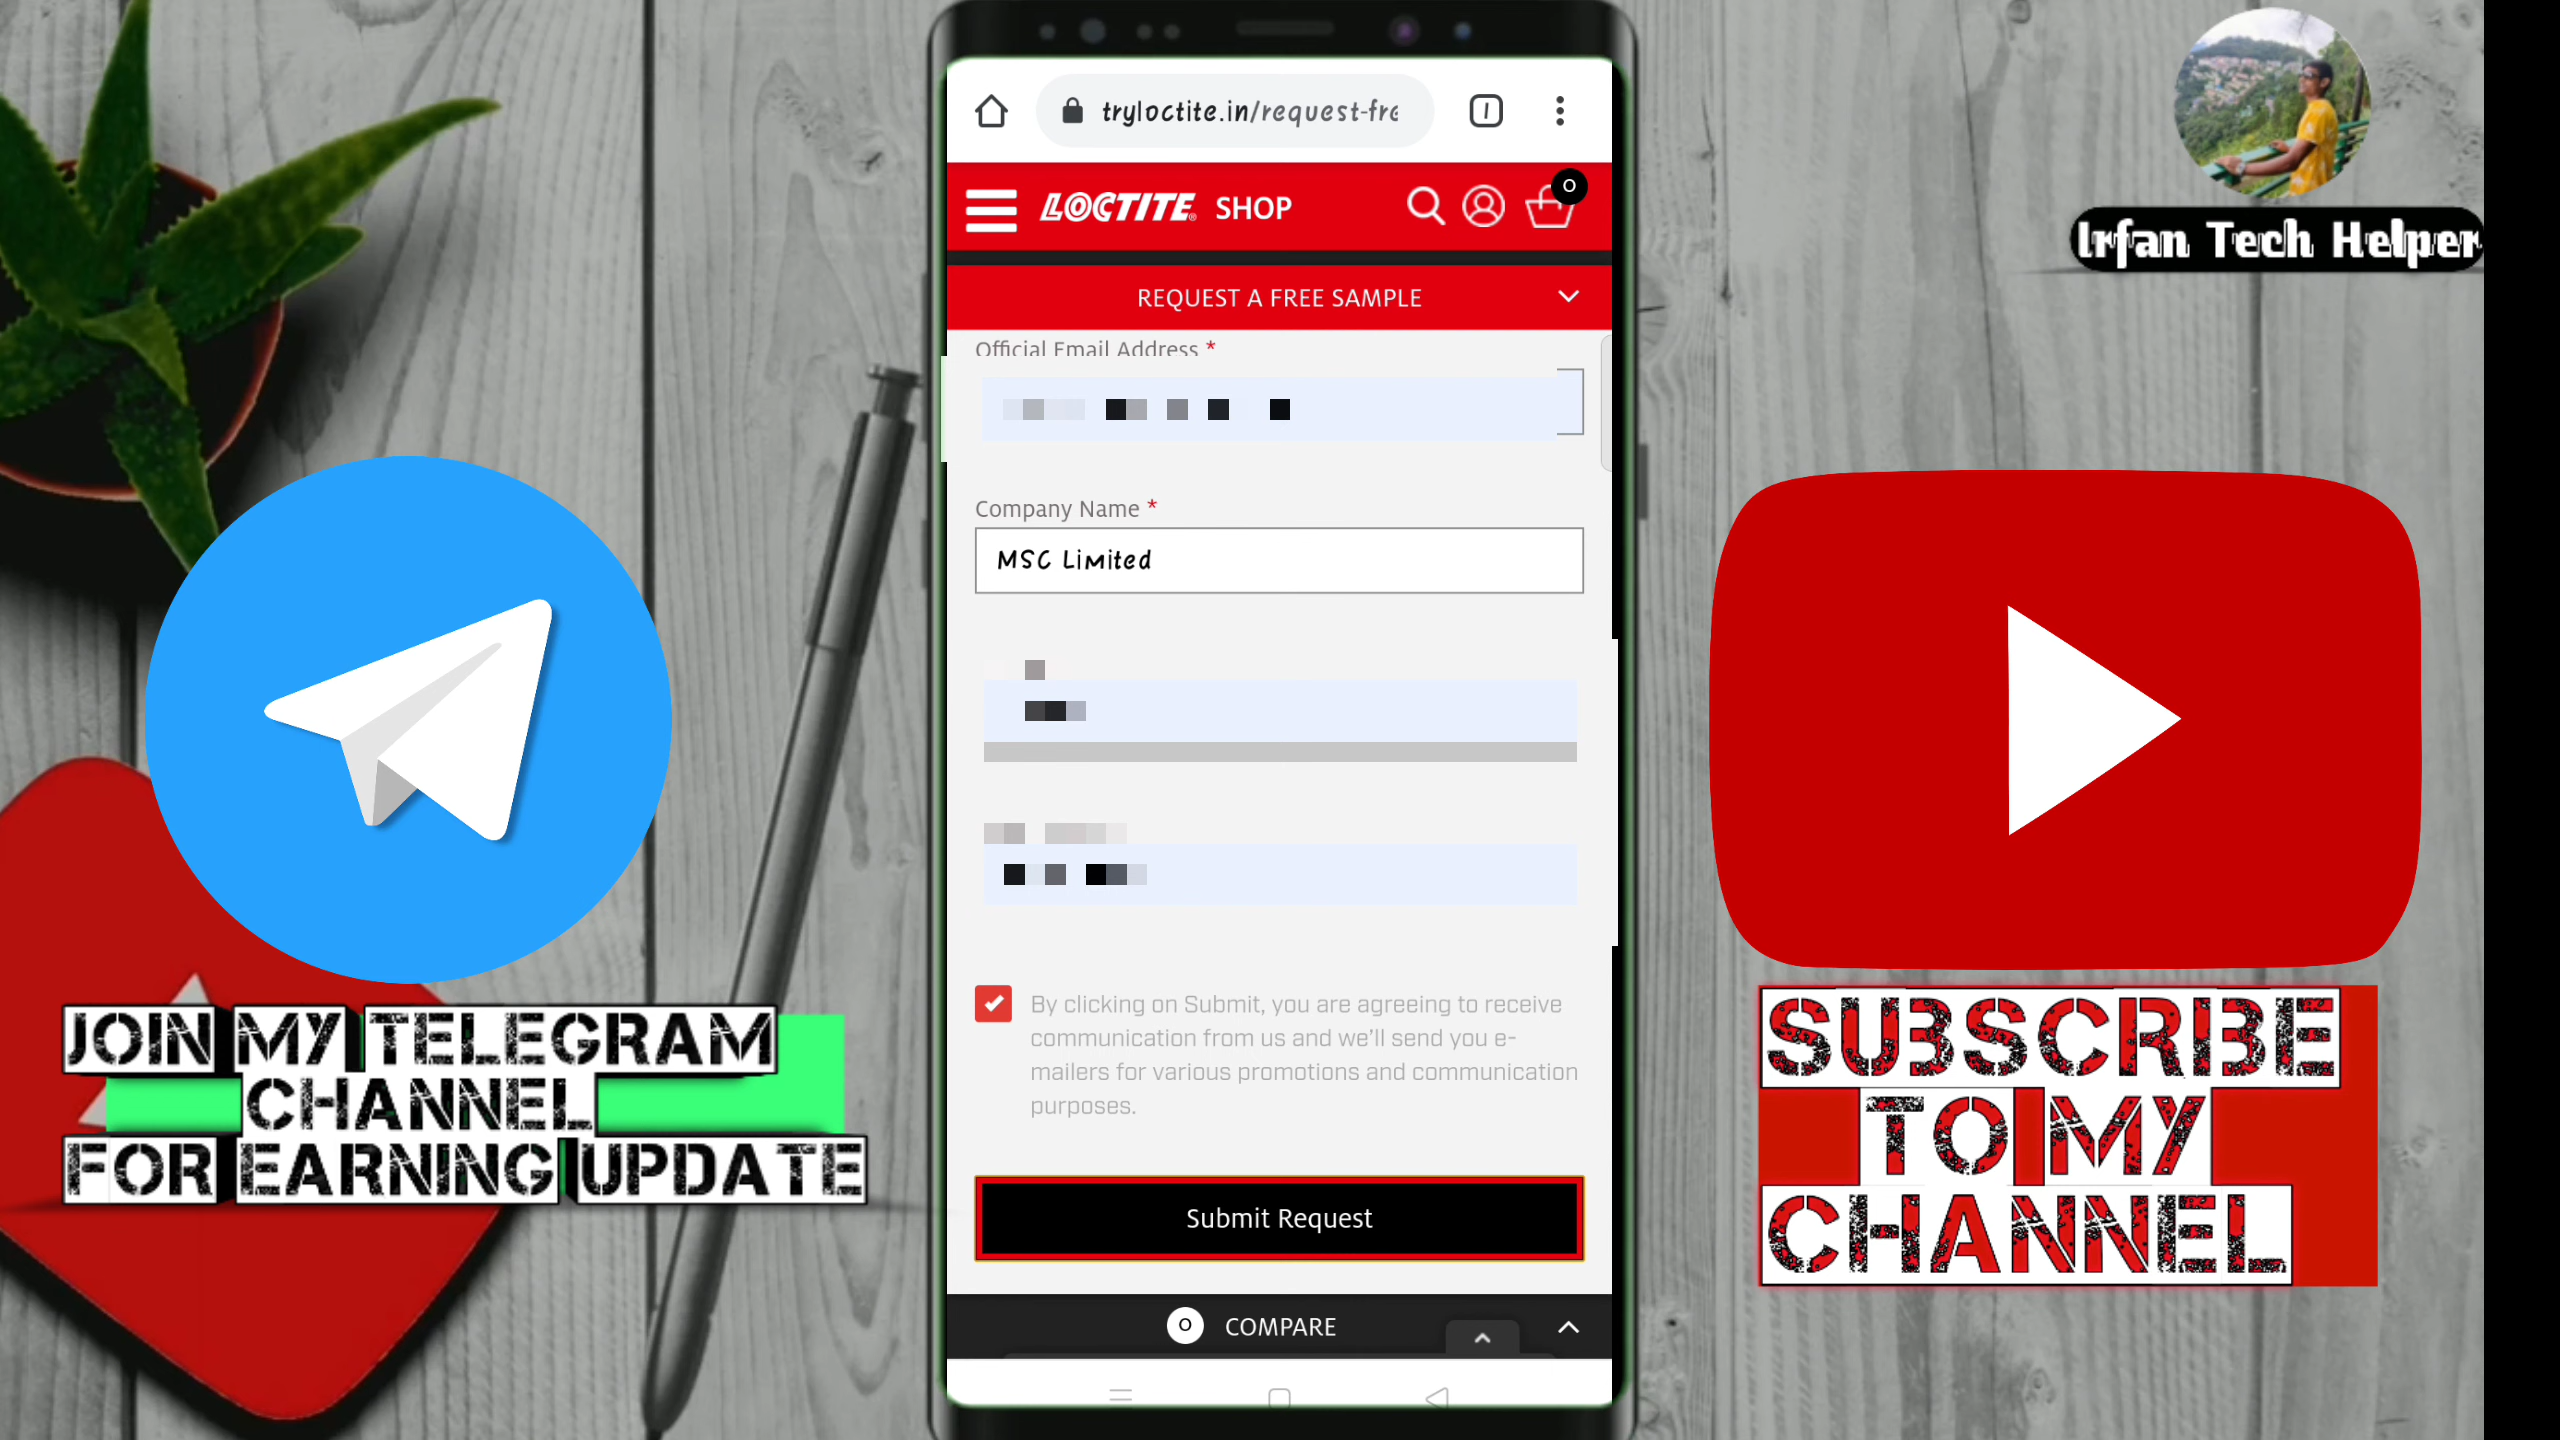 tryloctite.in/request-fre
LOCTITE SHOP
0
REQUEST A FREE SAMPLE
Official Email Address *
Company Name *
MSC Limited
By clicking on Submit, you are agreeing to receive
communication from us and we'll send you e-
mailers for various promotions and communication
purposes.
Submit Request
0 COMPARE
JOIN MY TELEGRAM
CHANNEL
FOR EARNING UPDATE
Irfan Tech Helper
SUBSCRIBE
TO MY
CHANNEL